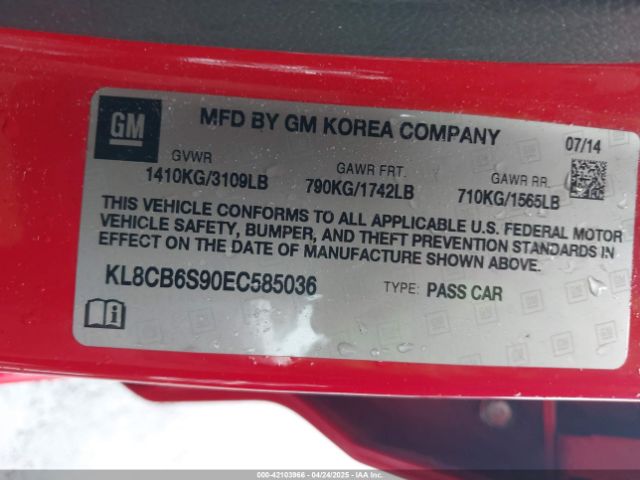 GM
MFD BY GM KOREA COMPANY
07/14
GVWR
1410KG/3109LB
GAWR FRT.
790KG/1742LB
GAWR RR.
710KG/1565LB
THIS VEHICLE CONFORMS TO ALL APPLICABLE U.S. FEDERAL MOTOR
VEHICLE SAFETY, BUMPER, AND THEFT PREVENTION STANDARDS IN
EFFECT ON THE DATE OF MANUFACTURE SHOWN ABOVE.
KL8CB6S90EC585036
TYPE: PASS CAR
000-42103966 - 04/24/2025 - IAA.com